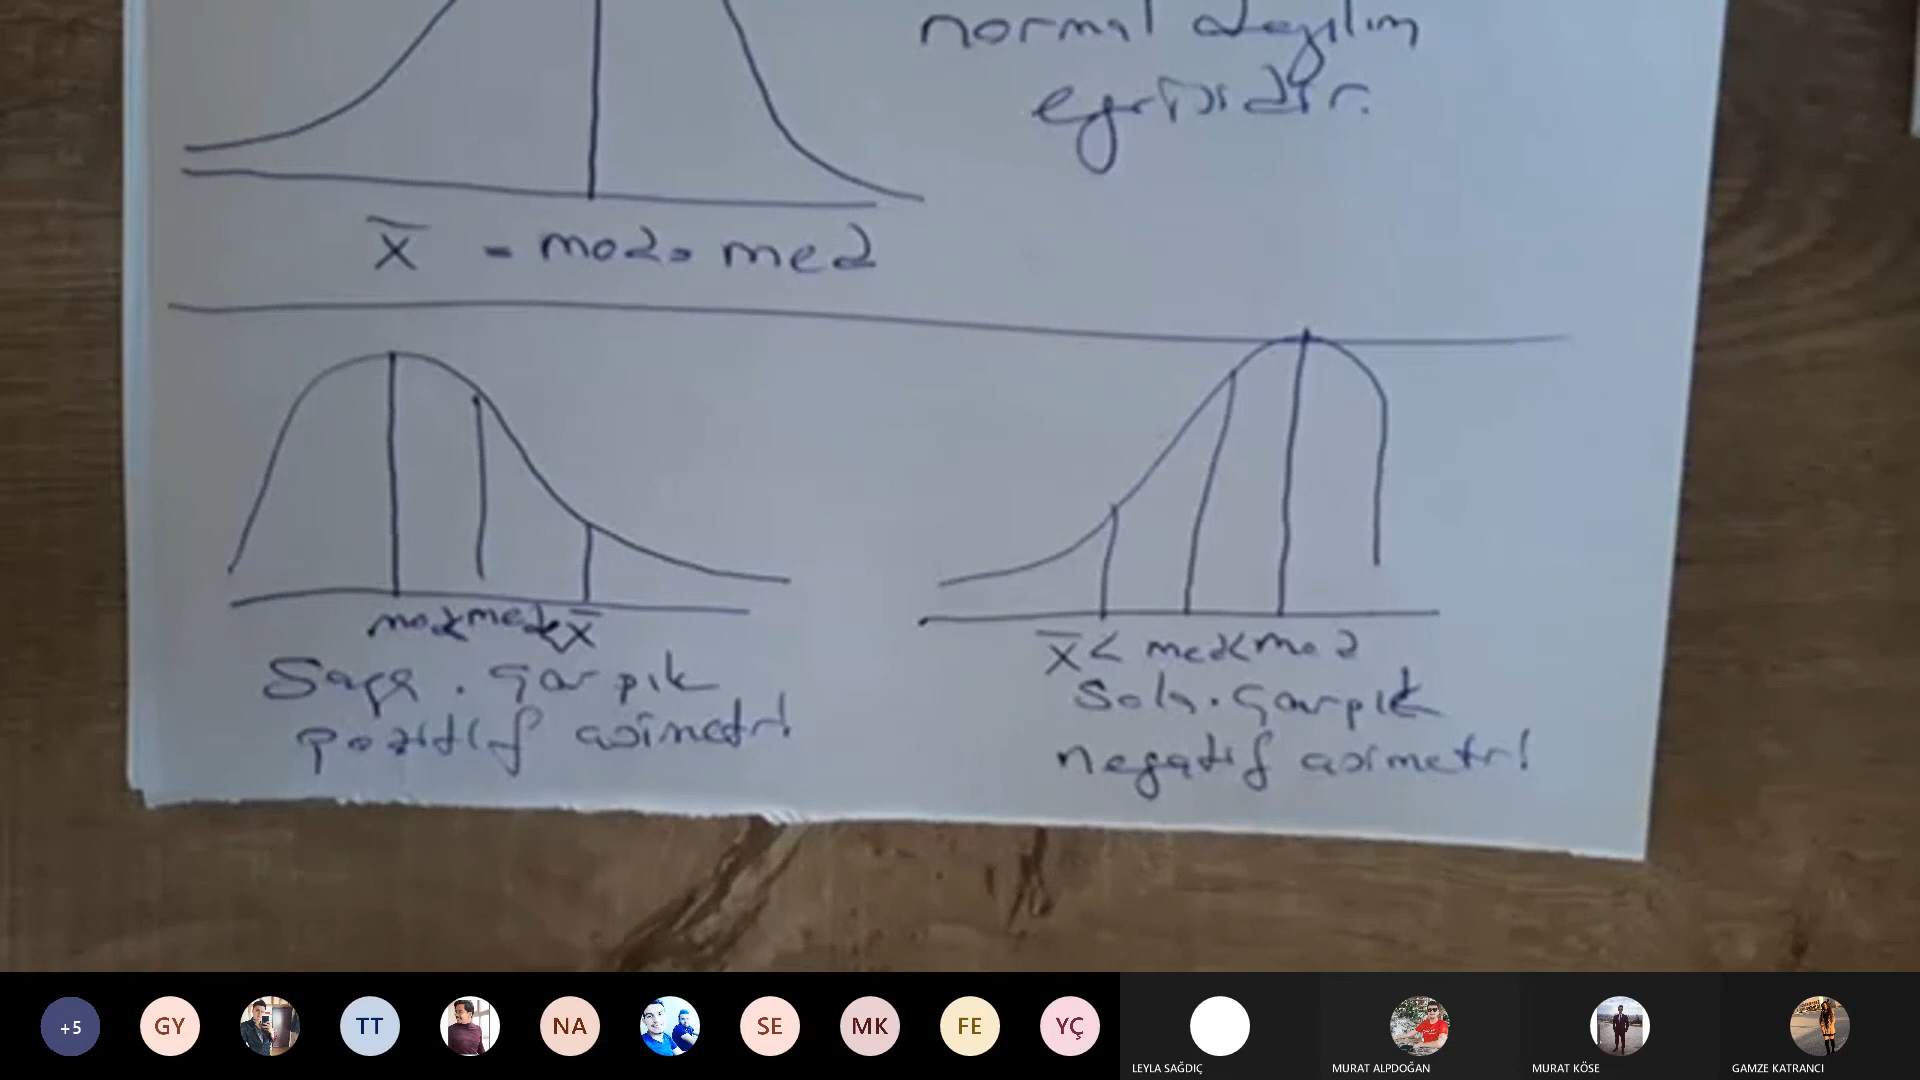 normal dağılım
eğrisidir.
x̄ = mod = med
mod<med<x̄
Sağa çarpık
pozitif asimetri
x̄ < med<mod
Sola çarpık
negatif asimetri
+5
GY
TT
NA
SE
MK
FE
YÇ
LEYLA SAĞDIÇ
MURAT ALPDOĞAN
MURAT KÖSE
GAMZE KATRANCI